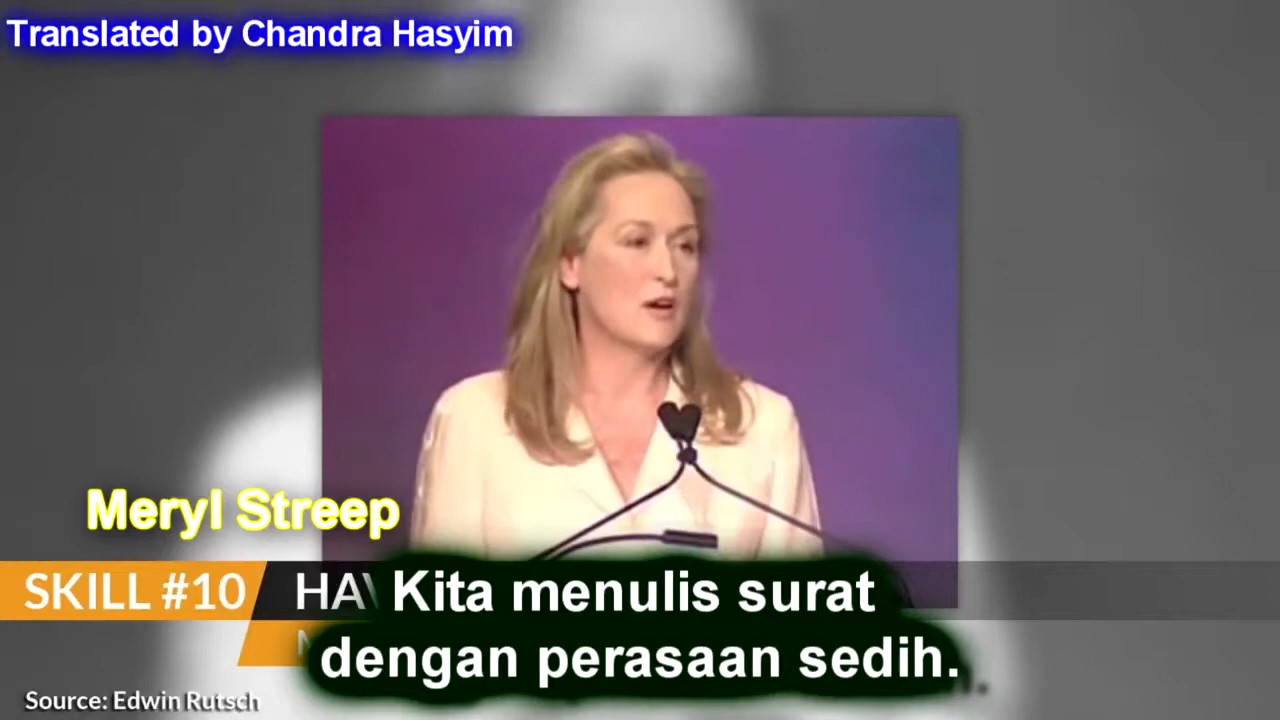 Translated by Chandra Hasyim
Meryl Streep
SKILL #10
Kita menulis surat
dengan perasaan sedih.
Source: Edwin Rutsch